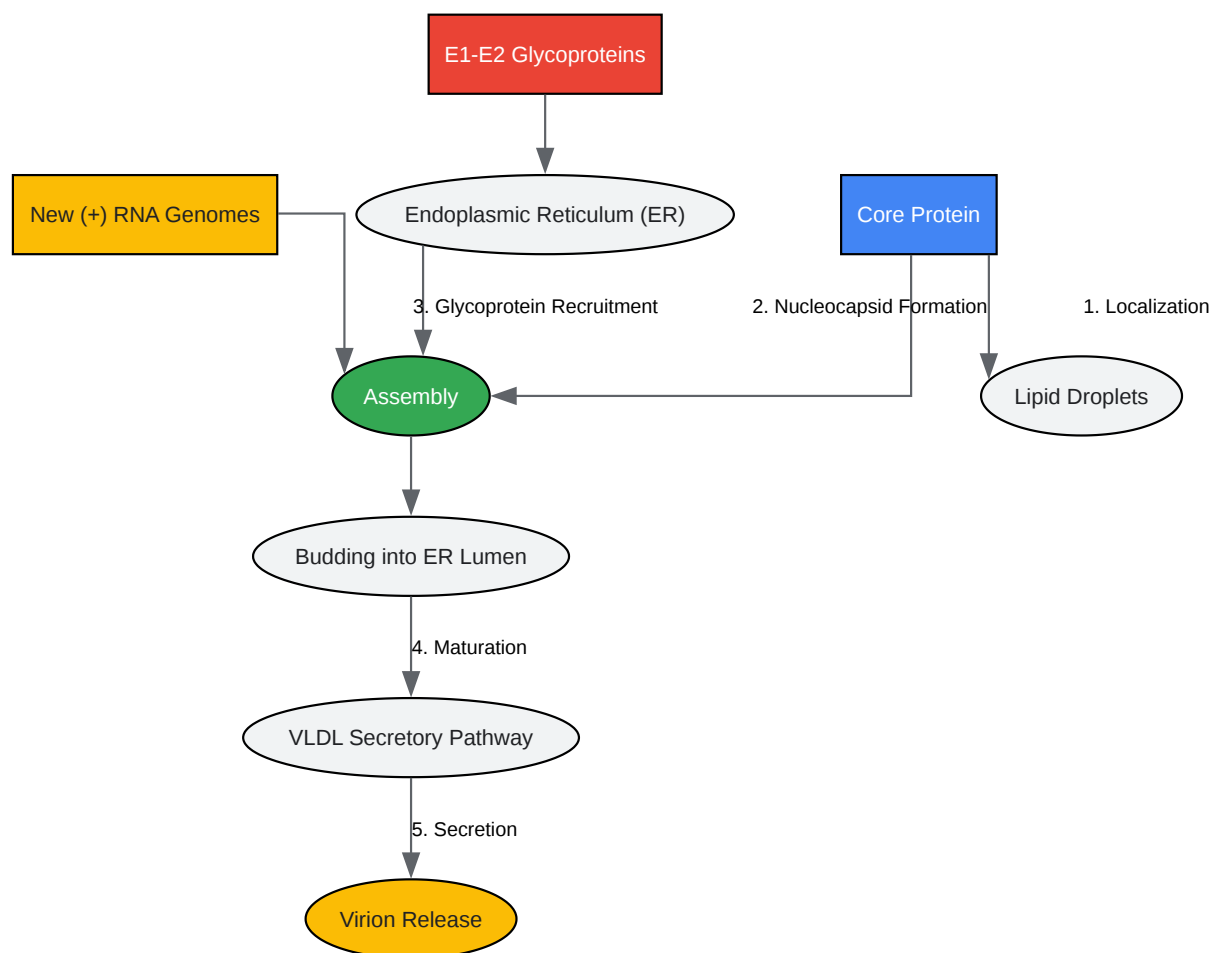 E1-E2 Glycoproteins
New (+) RNA Genomes
Endoplasmic Reticulum (ER)
Core Protein
3. Glycoprotein Recruitment
2. Nucleocapsid Formation
1. Localization
Assembly
Lipid Droplets
Budding into ER Lumen
4. Maturation
VLDL Secretory Pathway
5. Secretion
Virion Release